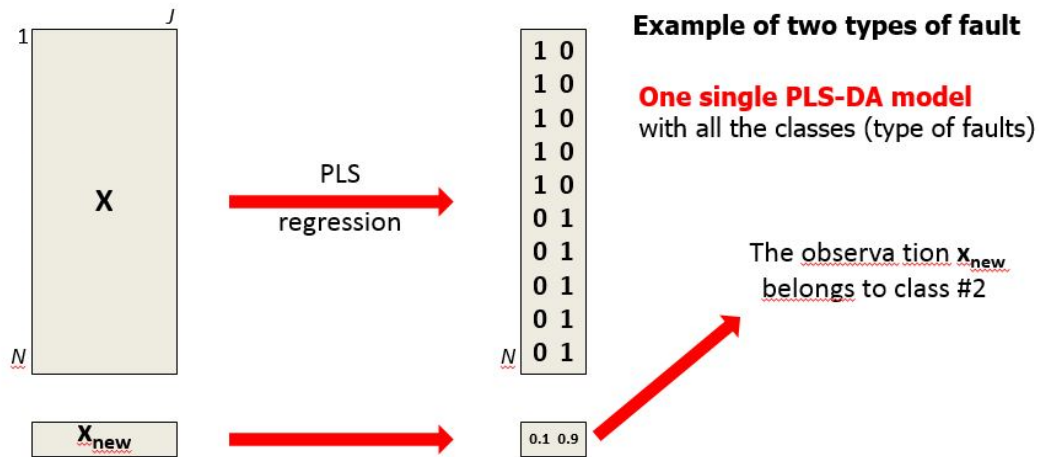 J
1
X
N
PLS
regression
1 0
1 0
1 0
1 0
1 0
0 1
0 1
0 1
0 1
0 1
N
Example of two types of fault
One single PLS-DA model
with all the classes (type of faults)
The observa tion xnew
belongs to class #2
xnew
0.1 0.9